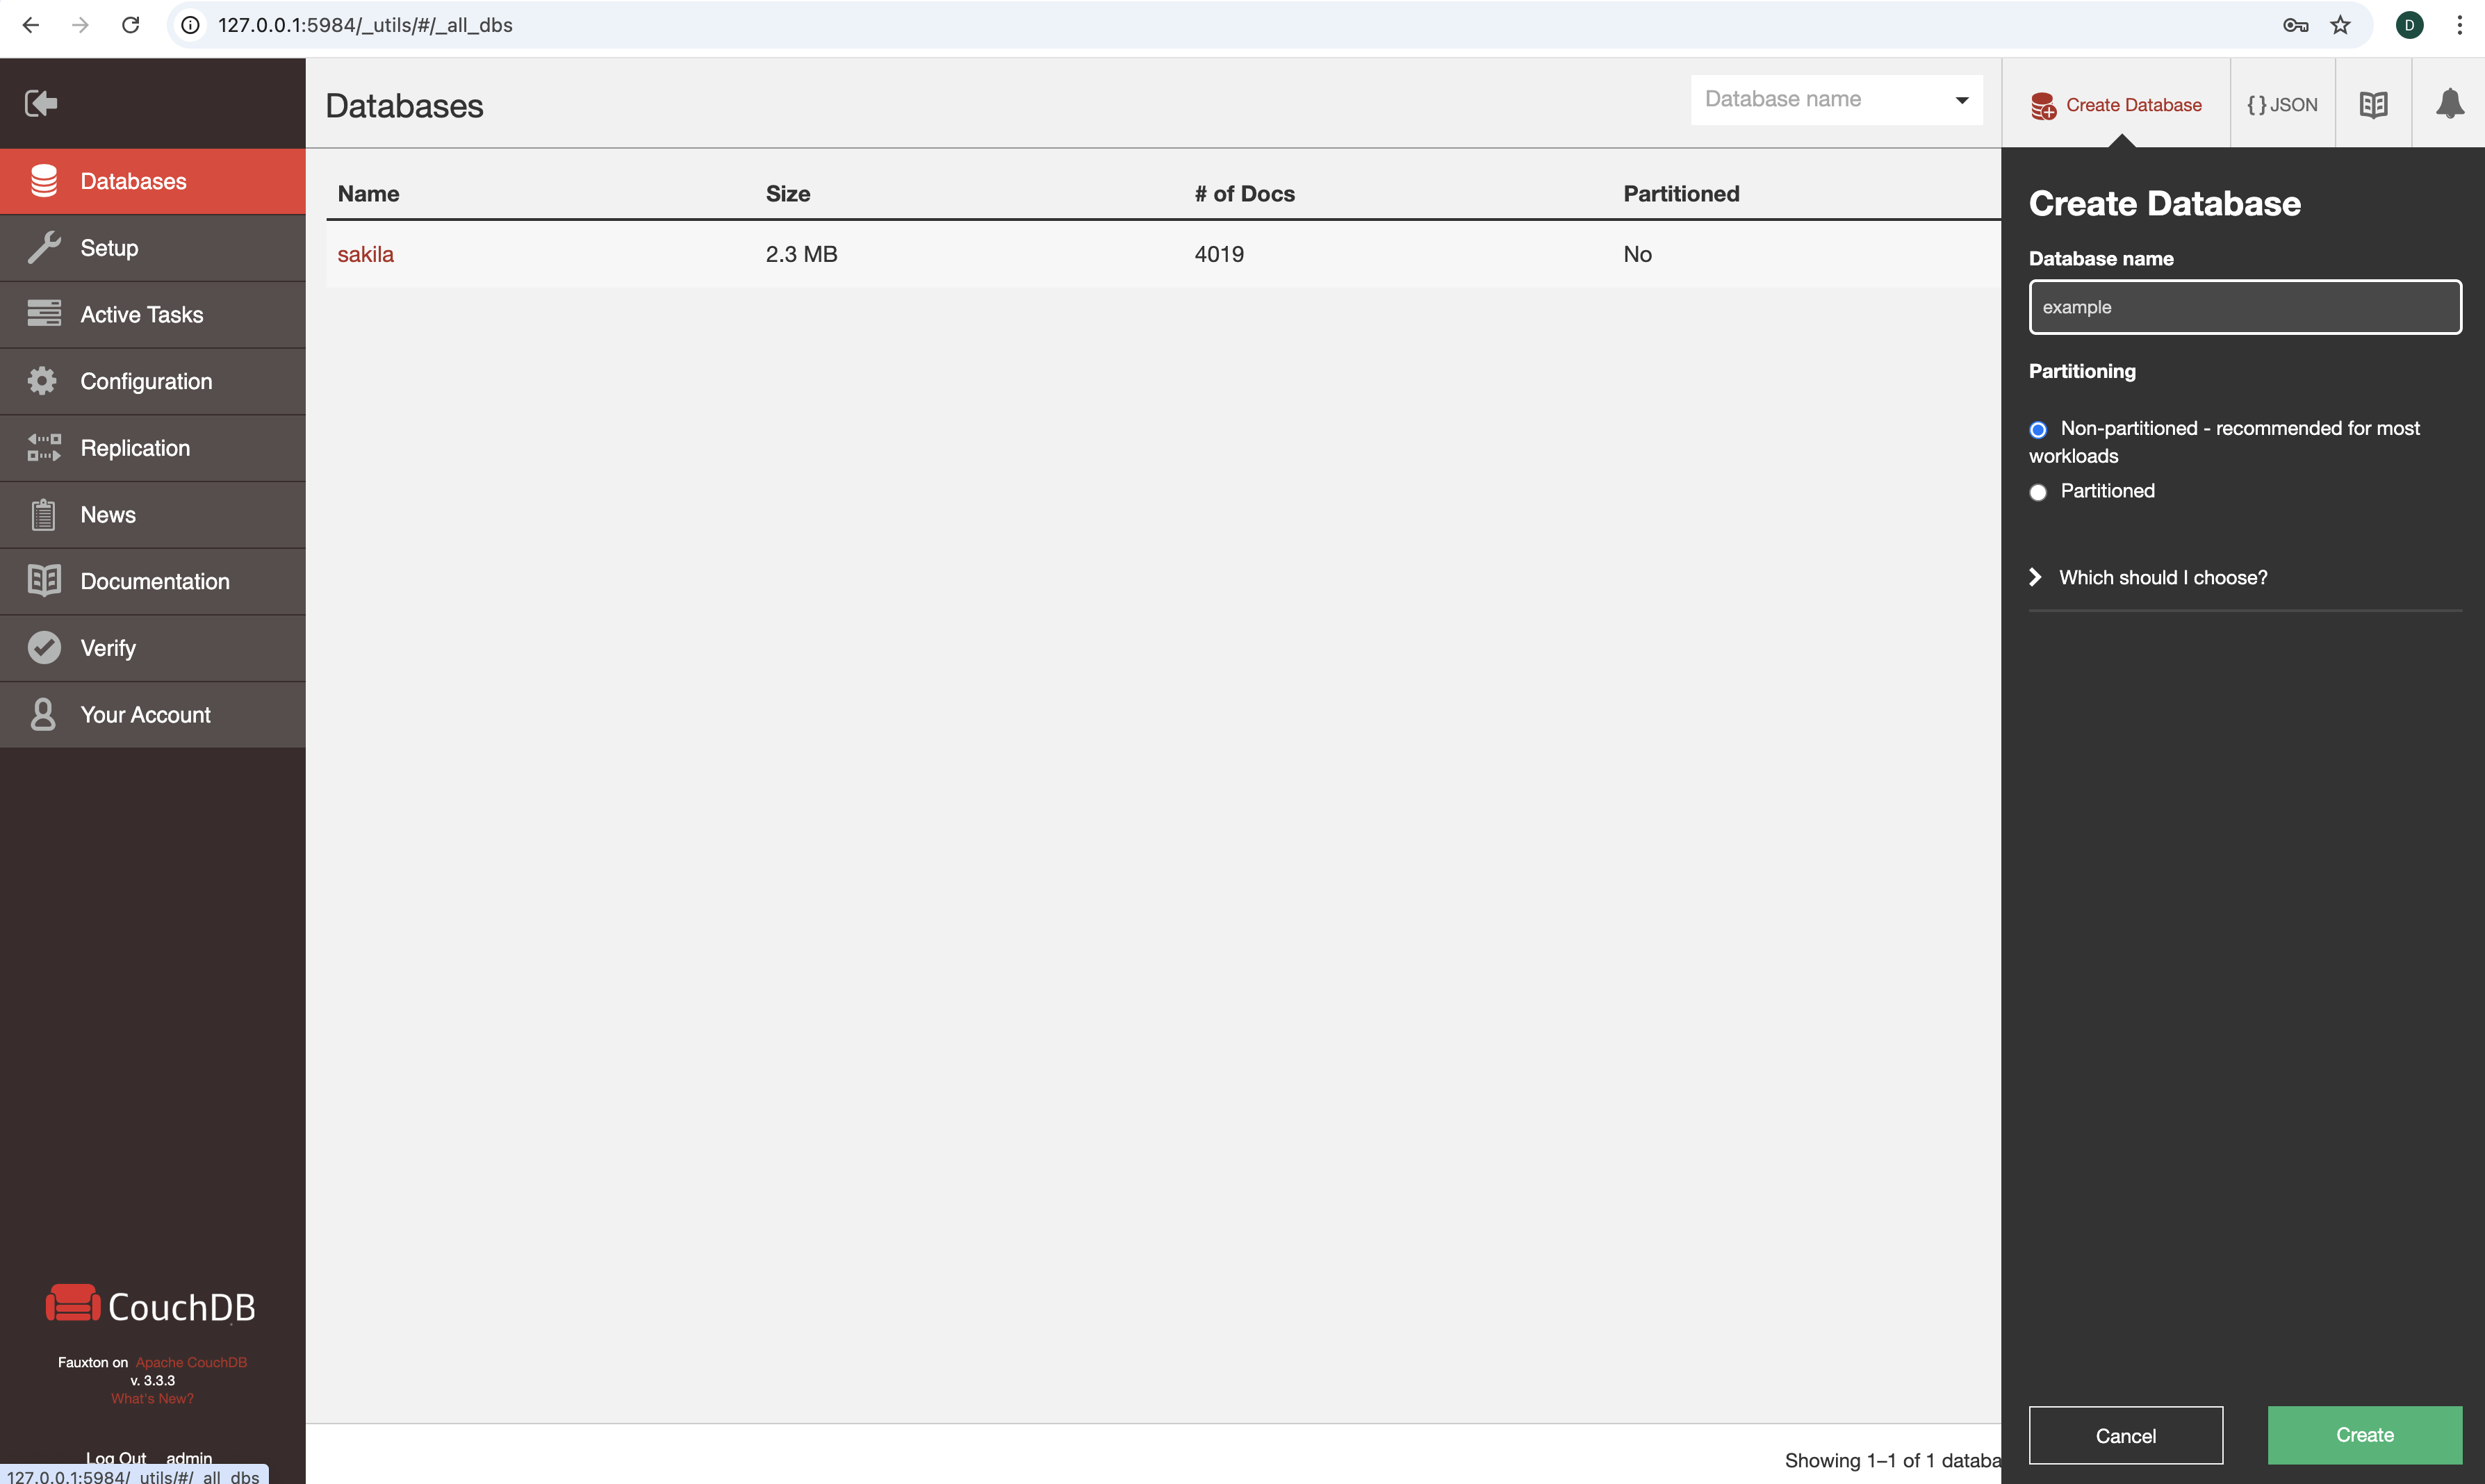 127.0.0.1:5984/_utils/#/_all_dbs
D
Databases
Database name
Create Database
{} JSON
Databases
Setup
Active Tasks
Configuration
Replication
News
Documentation
Verify
Your Account
Name Size # of Docs Partitioned
sakila 2.3 MB 4019 No
Create Database
Database name
example
Partitioning
Non-partitioned - recommended for most
workloads
Partitioned
Which should I choose?
CouchDB
Fauxton on Apache CouchDB
v. 3.3.3
What's New?
Log Out admin
127.0.0.1:5984/_utils/#/_all_dbs
Showing 1–1 of 1 databa
Cancel
Create